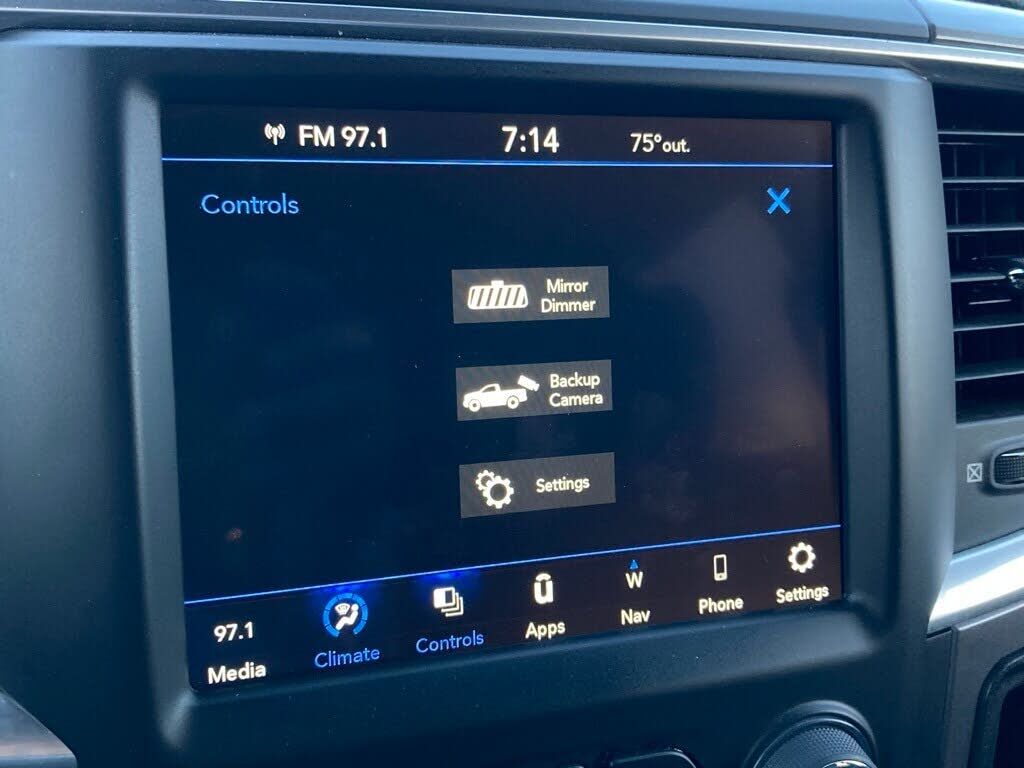 FM 97.1 7:14 75°out.
Controls
Mirror
Dimmer
Backup
Camera
Settings
97.1 W
Media Climate Controls Apps Nav Phone Settings